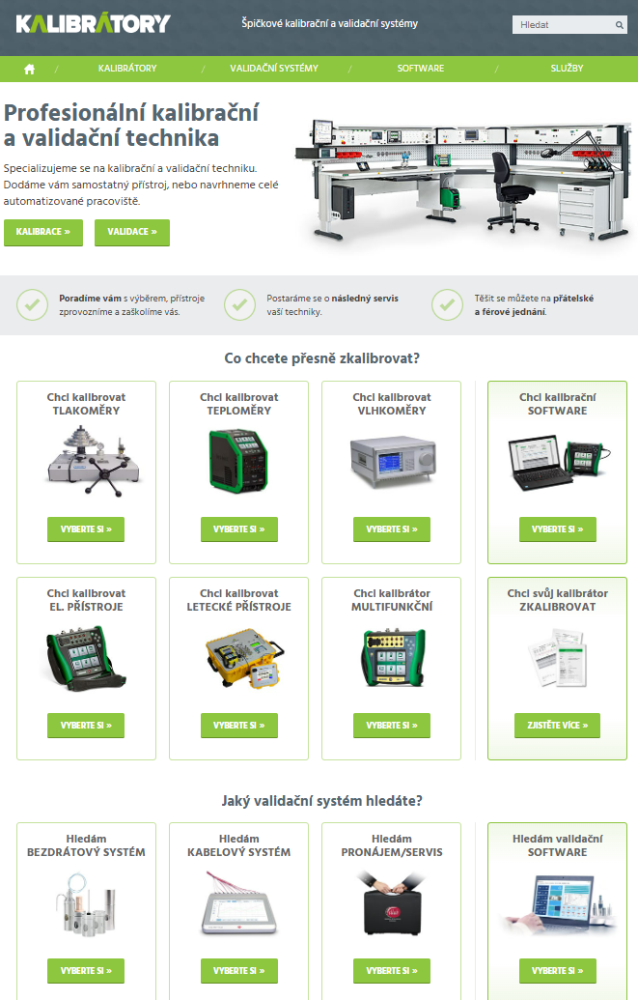 KALIBRÁTORY
Špičkové kalibrační a validační systémy
Hledat
KALIBRÁTORY / VALIDAČNÍ SYSTÉMY / SOFTWARE / SLUŽBY
Profesionální kalibrační
a validační technika
Specializujeme se na kalibrační a validační techniku.
Dodáme vám samostatný přístroj, nebo navrhneme celé
automatizované pracoviště.
KALIBRACE »
VALIDACE »
Poradíme vám s výběrem, přístroje
zprovozníme a zaškolíme vás.
Postaráme se o následný servis
vaší techniky.
Těšit se můžete na přátelské
a férové jednání.
Co chcete přesně zkalibrovat?
Chci kalibrovat
TLAKOMĚRY
VYBERTE SI »
Chci kalibrovat
TEPLOMĚRY
VYBERTE SI »
Chci kalibrovat
VLHKOMĚRY
VYBERTE SI »
Chci kalibrační
SOFTWARE
VYBERTE SI »
Chci kalibrovat
EL. PŘÍSTROJE
VYBERTE SI »
Chci kalibrovat
LETECKÉ PŘÍSTROJE
VYBERTE SI »
Chci kalibrátor
MULTIFUNKČNÍ
VYBERTE SI »
Chci svůj kalibrátor
ZKALIBROVAT
ZJISTĚTE VÍCE »
Jaký validační systém hledáte?
Hledám
BEZDRÁTOVÝ SYSTÉM
VYBERTE SI »
Hledám
KABELOVÝ SYSTÉM
VYBERTE SI »
Hledám
PRONÁJEM/SERVIS
VYBERTE SI »
Hledám validační
SOFTWARE
VYBERTE SI »